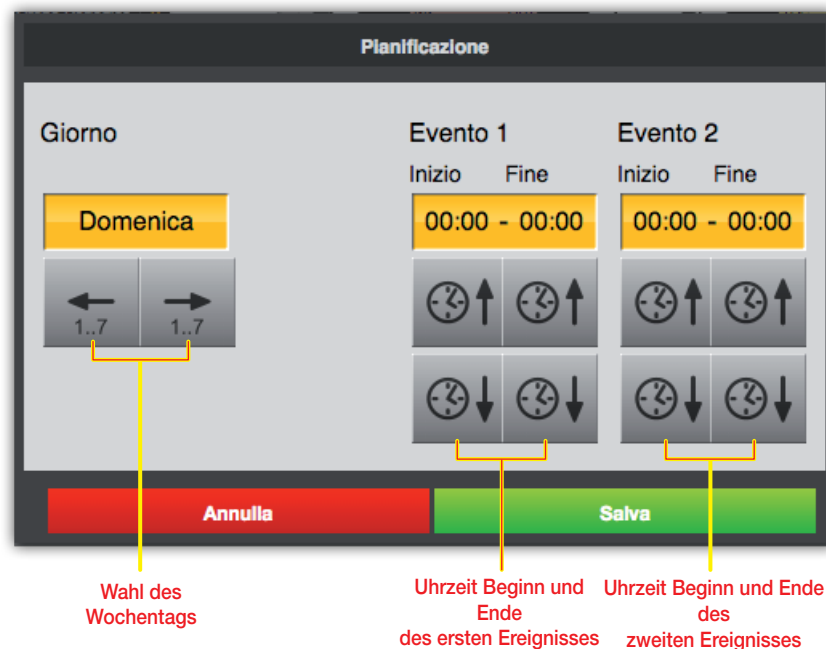 Pianificazione
Giorno
Evento 1
Evento 2
Inizio Fine
Inizio Fine
Domenica
00:00 - 00:00
00:00 - 00:00
1..7
1..7
Annulla
Salva
Wahl des
Wochentags
Uhrzeit Beginn und
Ende
des ersten Ereignisses
Uhrzeit Beginn und Ende
des
zweiten Ereignisses